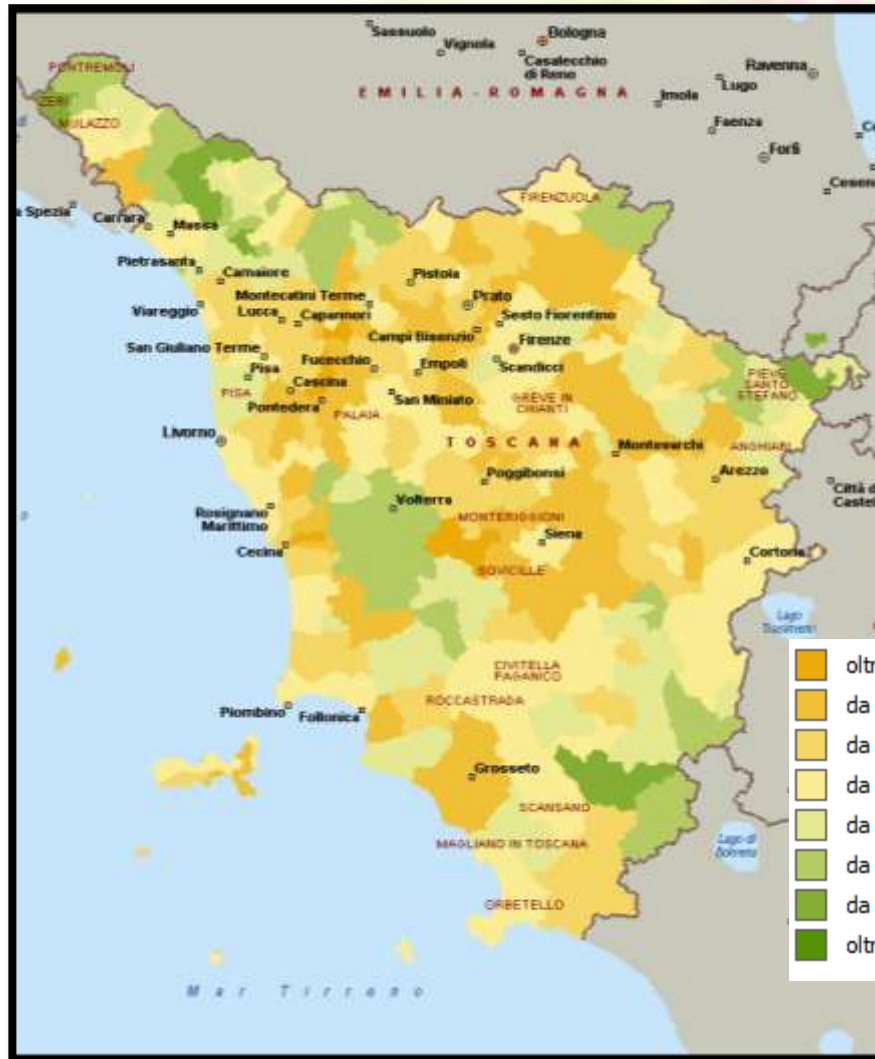 Sassuolo
Vignola
Bologna
Casalecchio
di Reno
Ravenna
Lugo
Imola
EMILIA-ROMAGNA
Faenza
Forlì
PONTREMOLI
ZERI
MULAZZO
FIRENZUOLA
a Spezia
Carrara
Massa
Pietrasanta
Camaiore
Pistoia
Viareggio
Montecatini Terme
Prato
Lucca
Capannori
Sesto Fiorentino
Campi Bisenzio
Firenze
San Giuliano Terme
Fucecchio
Empoli
Scandicci
Pisa
Cascina
PISA
Pontedera
San Miniato
PALAIA
GREVE IN
CHIANTI
PIEVE
SANTO
STEFANO
Livorno
TOSCANA
Montevarchi
ANGHIARI
Poggibonsi
Arezzo
Città d
Castel
Rosignano
Marittimo
Volterra
MONTERIGGIONI
Siena
Cecina
Cortona
SOVICILLE
Lago
CIVITELLA
PAGANICO
ROCCASTRADA
Piombino
Follonica
Grosseto
SCANSANO
MAGLIANO IN TOSCANA
Lago di
Bolsena
ORBETELLO
Mar Tirreno
oltr
da
da
da
da
da
da
oltr